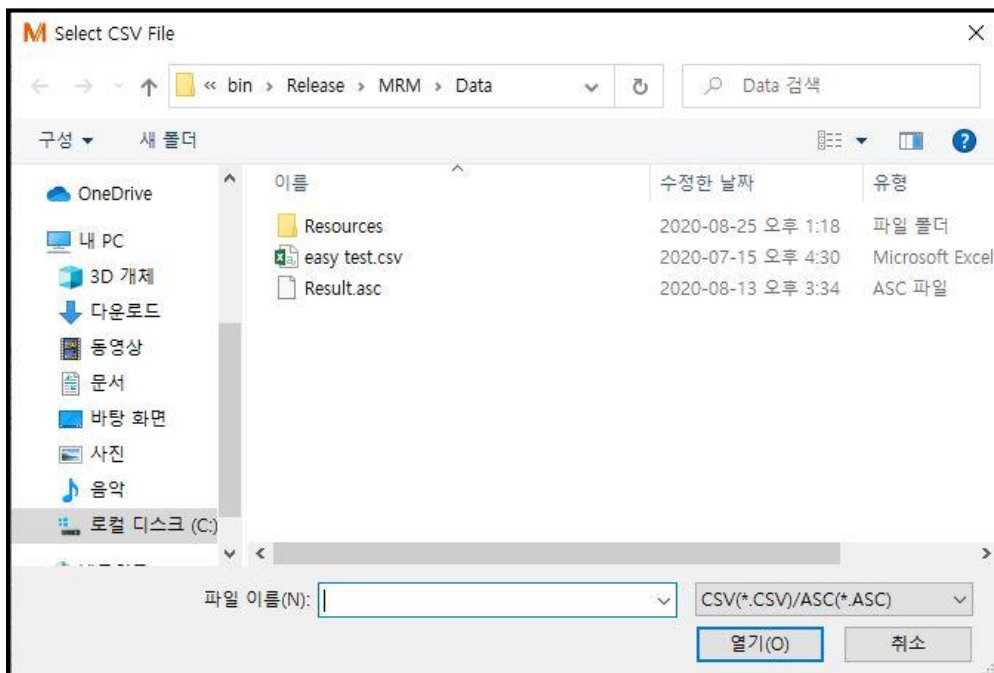 Select CSV File
« bin › Release › MRM › Data
Data 검색
구성
새 폴더
이름
수정한 날짜
유형
OneDrive
내 PC
3D 개체
다운로드
동영상
문서
바탕 화면
사진
음악
로컬 디스크 (C:)
Resources 2020-08-25 오후 1:18 파일 폴더
easy test.csv 2020-07-15 오후 4:30 Microsoft Excel
Result.asc 2020-08-13 오후 3:34 ASC 파일
파일 이름(N):
CSV(*.CSV)/ASC(*.ASC)
열기(O)
취소